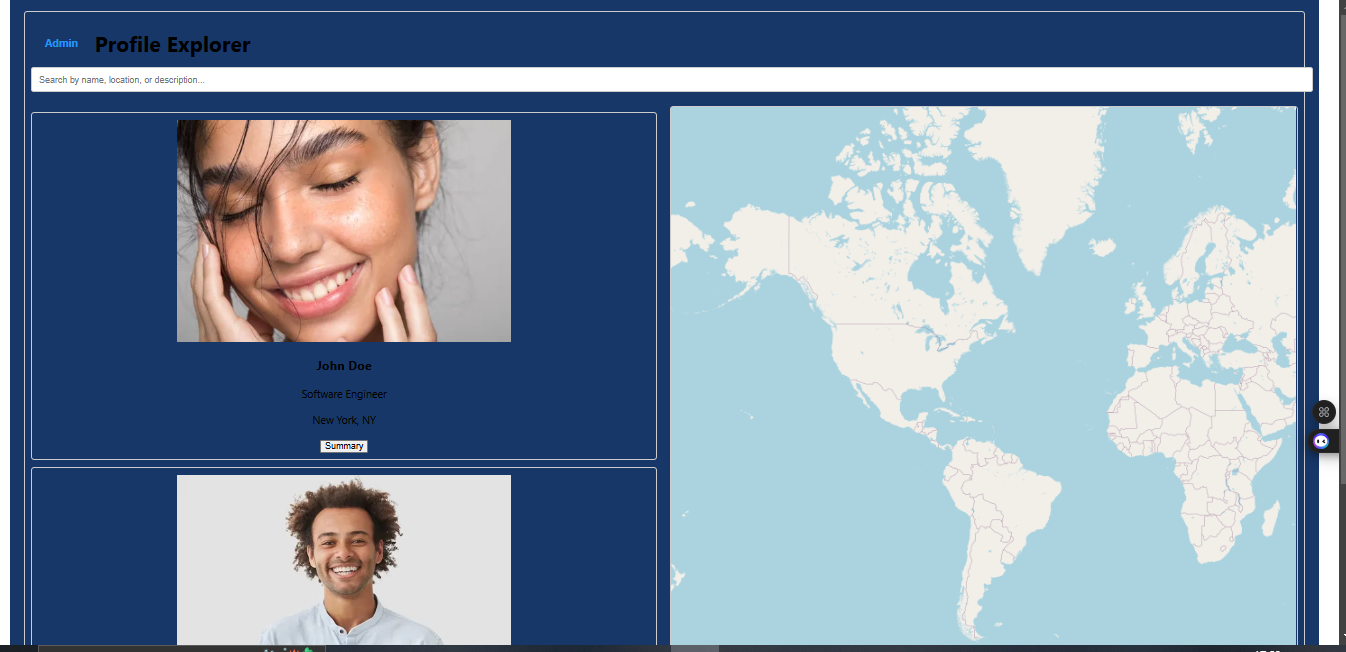 Admin
Profile Explorer
Search by name, location, or description...
John Doe
Software Engineer
New York, NY
Summary